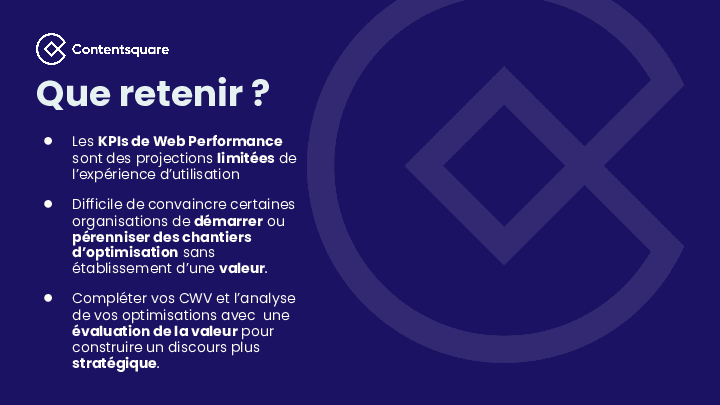 Contentsquare
Que retenir ?
● Les KPIs de Web Performance
sont des projections limitées de
l'expérience d'utilisation
● Difficile de convaincre certaines
organisations de démarrer ou
pérenniser des chantiers
d'optimisation sans
établissement d'une valeur.
● Compléter vos CWV et l'analyse
de vos optimisations avec  une
évaluation de la valeur pour
construire un discours plus
stratégique.